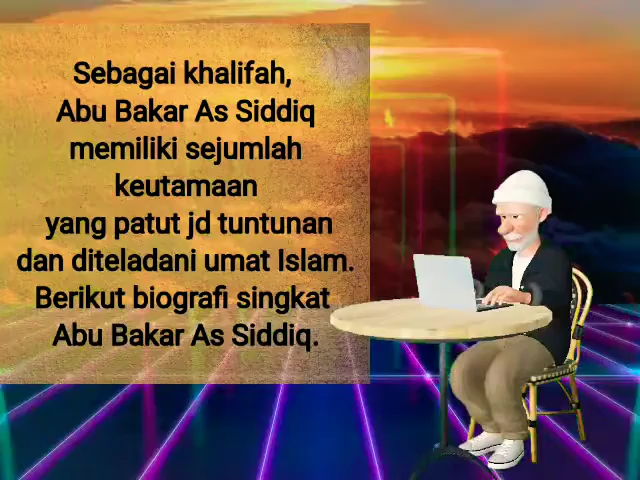 Sebagai khalifah,
Abu Bakar As Siddiq
memiliki sejumlah
keutamaan
yang patut jd tuntunan
dan diteladani umat Islam.
Berikut biografi singkat
Abu Bakar As Siddiq.